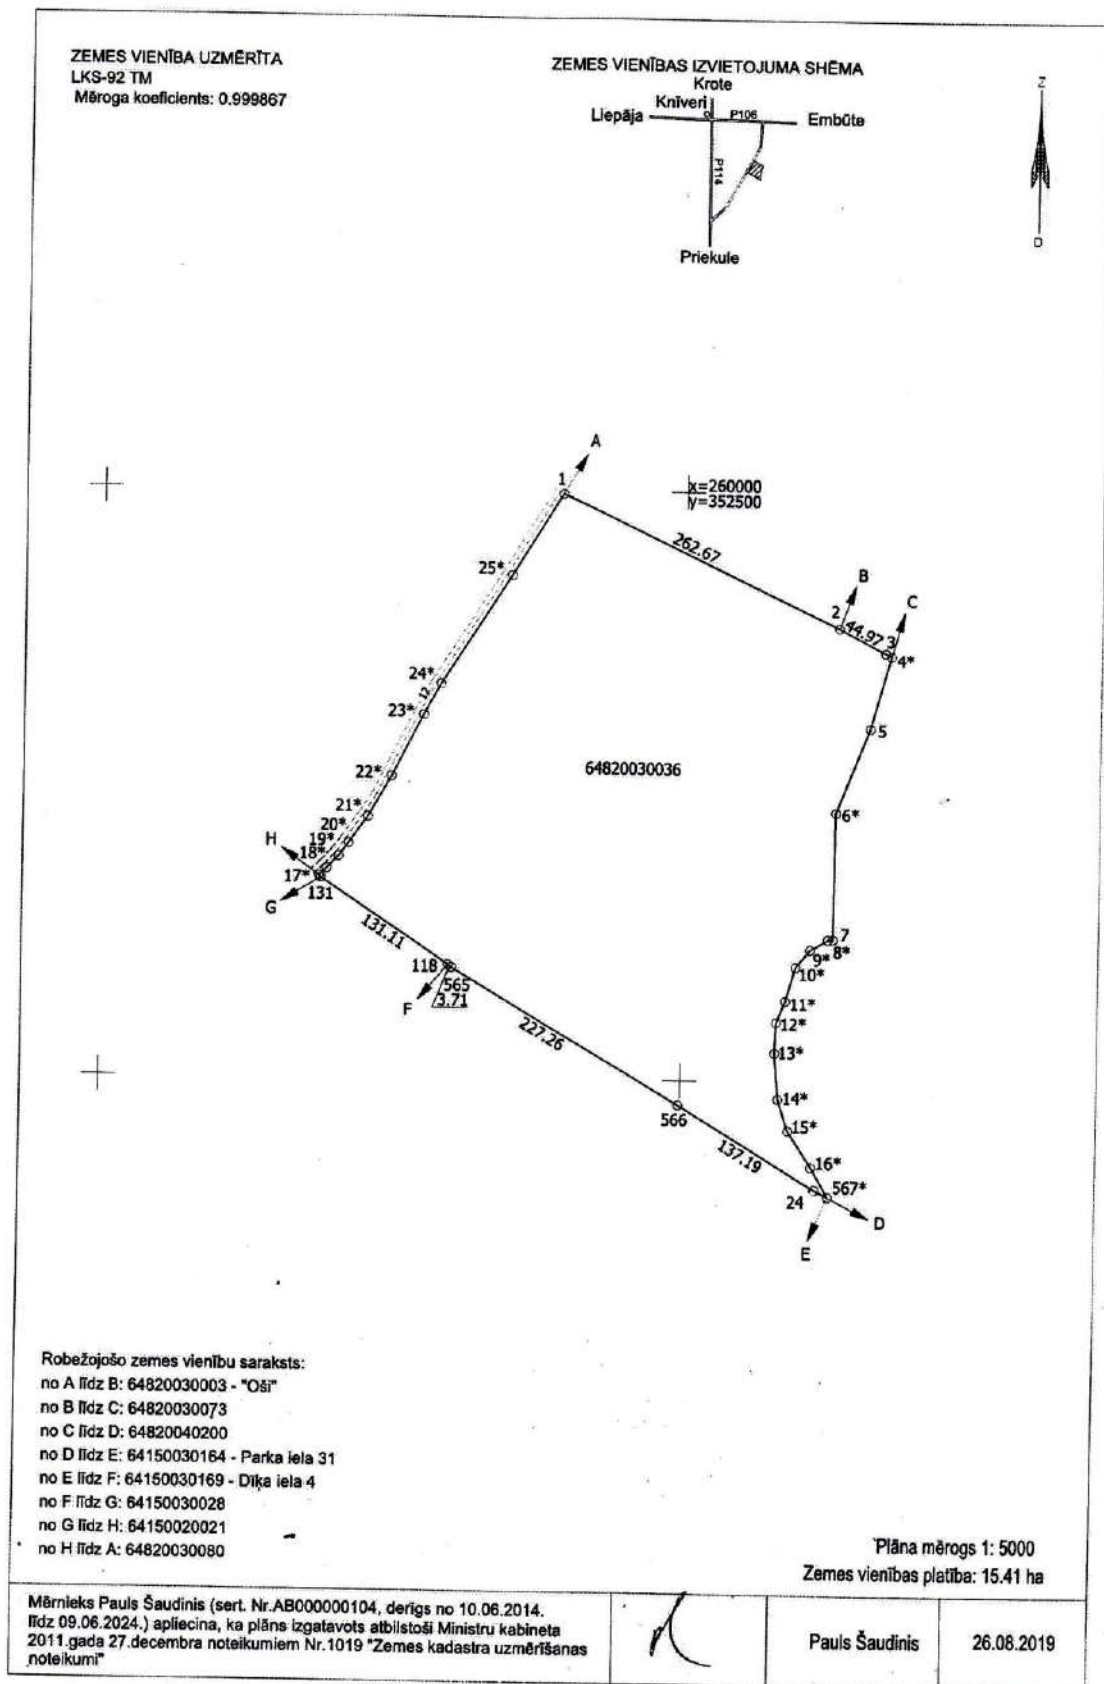 ZEMES VIENĪBA UZMĒRĪTA
LKS-92 TM
Mēroga koeficients: 0.999867
ZEMES VIENĪBAS IZVIETOJUMA SHĒMA
Krote
Knīveri
Liepāja
P106
Embūte
P114
Priekule
Z
D
A
1
x=260000
y=352500
262.67
25*
B
2
44.97
C
3
4*
24*
12
23*
5
64820030036
22*
21*
6*
20*
19*
18*
H
17*
131
G
131.11
7
8*
9*
10*
118
565
3.71
F
11*
12*
227.26
13*
14*
566
15*
137.19
16*
24
567*
D
E
Robežojošo zemes vienību saraksts:
no A līdz B: 64820030003 - "Oši"
no B līdz C: 64820030073
no C līdz D: 64820040200
no D līdz E: 64150030164 - Parka iela 31
no E līdz F: 64150030169 - Dīķa iela 4
no F līdz G: 64150030028
no G līdz H: 64150020021
no H līdz A: 64820030080
Plāna mērogs 1: 5000
Zemes vienības platība: 15.41 ha
Mērnieks Pauls Šaudinis (sert. Nr.AB000000104, derīgs no 10.06.2014.
līdz 09.06.2024.) apliecina, ka plāns izgatavots atbilstoši Ministru kabineta
2011.gada 27.decembra noteikumiem Nr.1019 "Zemes kadastra uzmērīšanas
noteikumi"
Pauls Šaudinis
26.08.2019